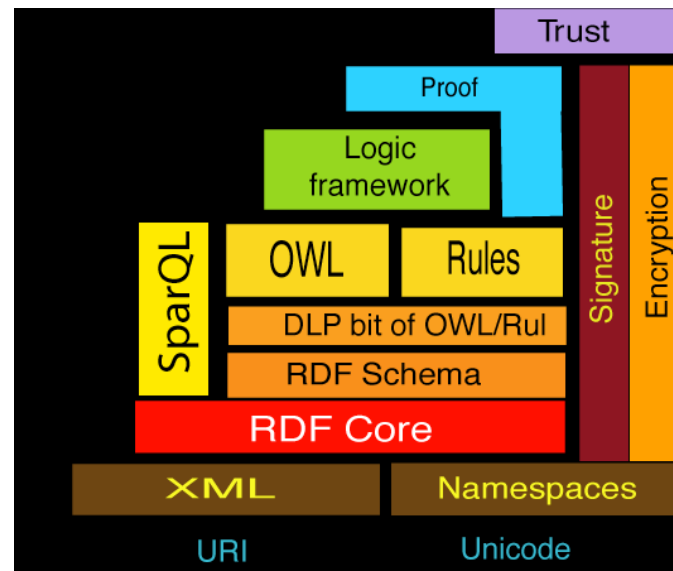 Trust
Proof
Logic
framework
SparQL
OWL
Rules
Signature
Encryption
DLP bit of OWL/Rul
RDF Schema
RDF Core
XML
Namespaces
URI
Unicode